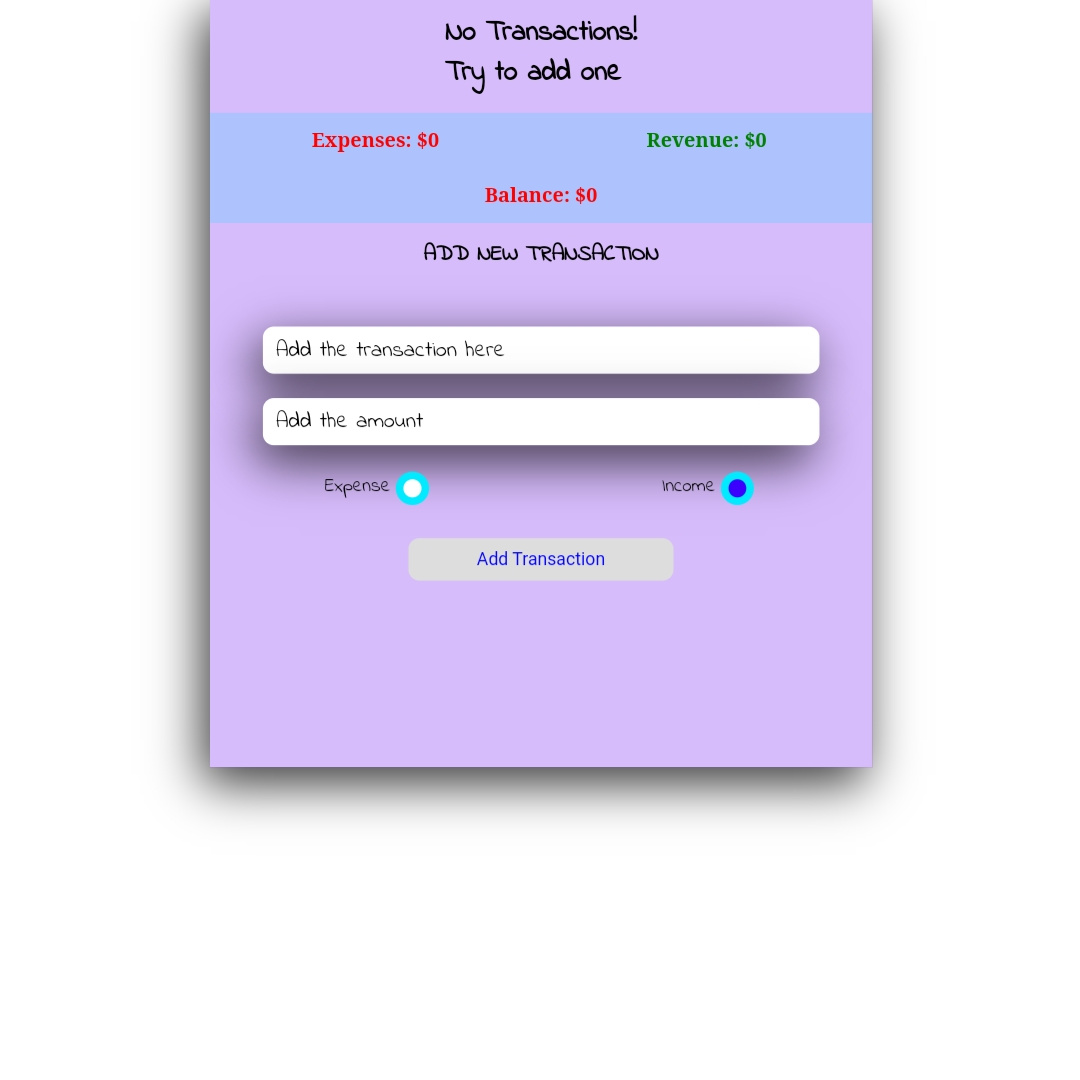 No Transactions!
Try to add one
Expenses: $0
Revenue: $0
Balance: $0
ADD NEW TRANSACTION
Add the transaction here
Add the amount
Expense
Income
Add Transaction